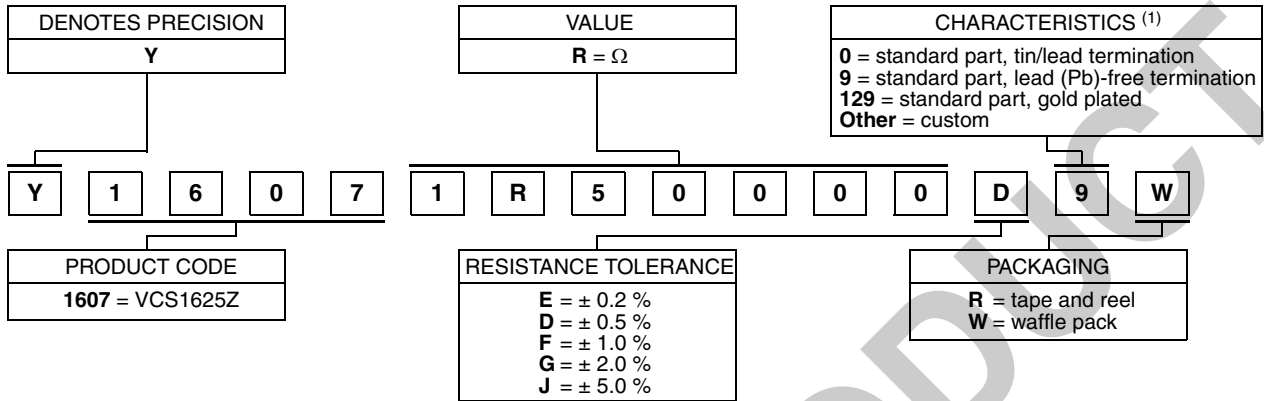 DENOTES PRECISION
Y
VALUE
R = Ω
CHARACTERISTICS (1)
0 = standard part, tin/lead termination
9 = standard part, lead (Pb)-free termination
129 = standard part, gold plated
Other = custom
Y 1 6 0 7 1 R 5 0 0 0 0 D 9 W
PRODUCT CODE
1607 = VCS1625Z
RESISTANCE TOLERANCE
E = ± 0.2 %
D = ± 0.5 %
F = ± 1.0 %
G = ± 2.0 %
J = ± 5.0 %
PACKAGING
R = tape and reel
W = waffle pack
DUCT